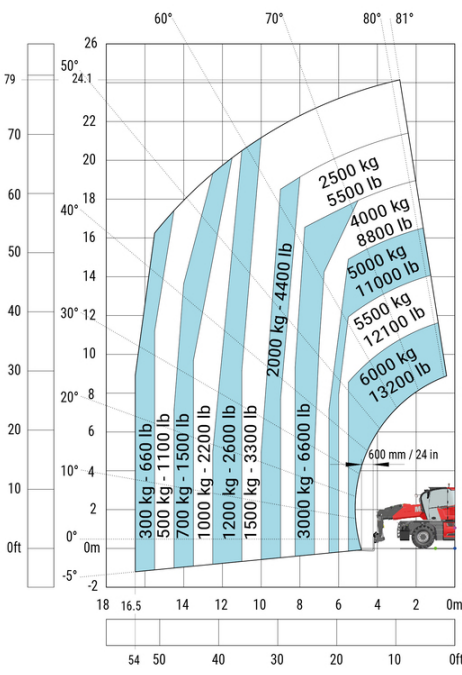 60°
70°
80°
81°
26
50°
79
24.1
22
70
20
2500 kg
5500 lb
60
18
4000 kg
8800 lb
40°
16
50
5000 kg
11000 lb
14
2000 kg - 4400 lb
40
30°
12
5500 kg
12100 lb
30
10
6000 kg
13200 lb
20°
8
20
6
600 mm / 24 in
10°
4
10
2
300 kg - 660 lb
500 kg - 1100 lb
700 kg - 1500 lb
1000 kg - 2200 lb
1200 kg - 2600 lb
1500 kg - 3300 lb
3000 kg - 6600 lb
0ft
0°
0m
-5°
-2
18 16.5 14 12 10 8 6 4 2 0m
54 50 40 30 20 10 0ft